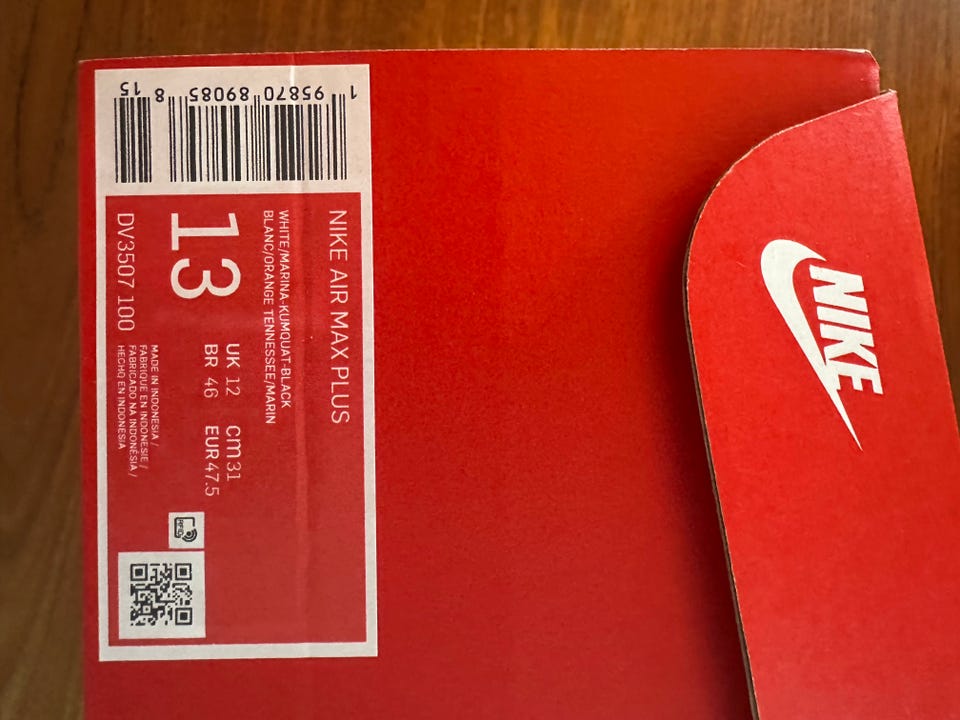 NIKE AIR MAX PLUS
WHITE/MARINA-KUMQUAT-BLACK
BLANC/ORANGE TENNESSEE/MARIN
13
UK 12 cm 31
BR 46 EUR 47.5
DV3507 100
MADE IN INDONESIA /
FABRIQUE EN INDONESIE /
FABRICADO NA INDONÉSIA /
HECHO EN INDONESIA
1 95870 89085 8 15
RFID
NIKE